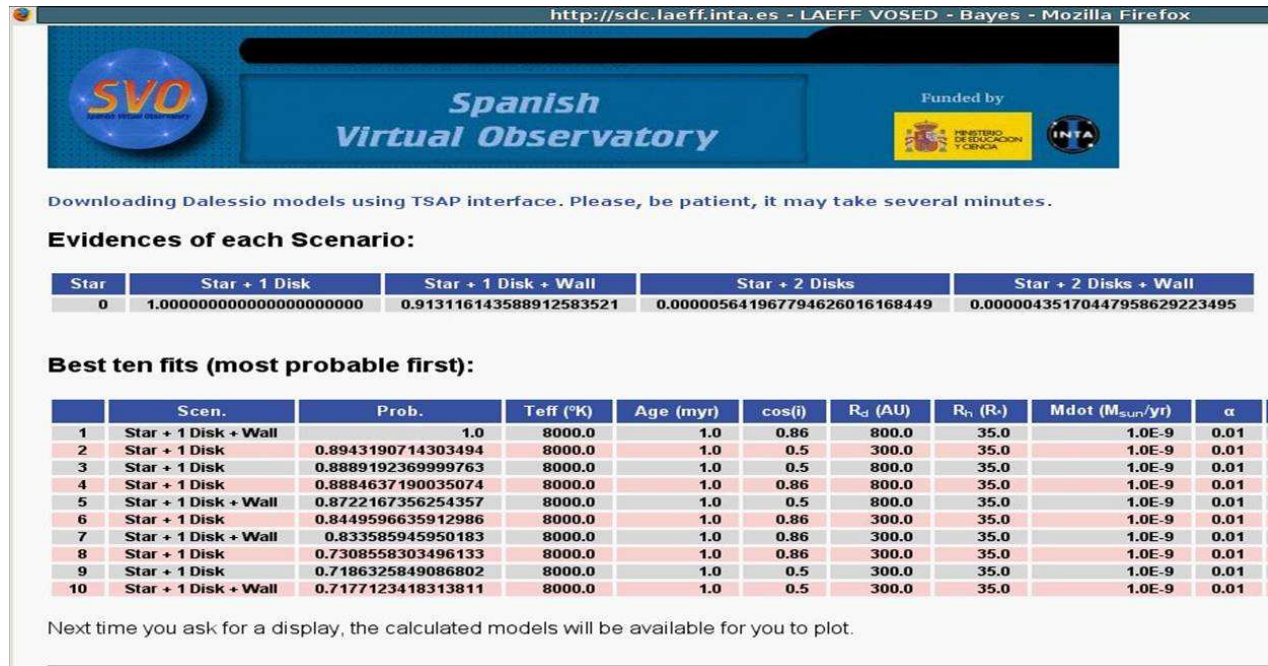 http://sdc.laeff.inta.es - LAEFF VOSED - Bayes - Mozilla Firefox
SVO
Spanish Virtual Observatory
Spanish
Virtual Observatory
Funded by
MINISTERIO
DE EDUCACION
Y CIENCIA
INTA
Downloading Dalessio models using TSAP interface. Please, be patient, it may take several minutes.
Evidences of each Scenario:
Star Star + 1 Disk Star + 1 Disk + Wall Star + 2 Disks Star + 2 Disks + Wall
0 1.0000000000000000000000 0.913116143588912583521 0.000005641967794626016168449 0.000004351704479586292234​95
Best ten fits (most probable first):
Scen. Prob. Teff (ºK) Age (myr) cos(i) Rd (AU) Rh (R*) Mdot (Msun/yr) α
1 Star + 1 Disk + Wall 1.0 8000.0 1.0 0.86 800.0 35.0 1.0E-9 0.01
2 Star + 1 Disk 0.8943190714303494 8000.0 1.0 0.5 300.0 35.0 1.0E-9 0.01
3 Star + 1 Disk 0.8889192369999763 8000.0 1.0 0.5 800.0 35.0 1.0E-9 0.01
4 Star + 1 Disk 0.8884637190035074 8000.0 1.0 0.86 800.0 35.0 1.0E-9 0.01
5 Star + 1 Disk + Wall 0.8722167356254357 8000.0 1.0 0.5 800.0 35.0 1.0E-9 0.01
6 Star + 1 Disk 0.8449596635912986 8000.0 1.0 0.86 300.0 35.0 1.0E-9 0.01
7 Star + 1 Disk + Wall 0.833585945950183 8000.0 1.0 0.86 300.0 35.0 1.0E-9 0.01
8 Star + 1 Disk 0.7308558303496133 8000.0 1.0 0.86 300.0 35.0 1.0E-9 0.01
9 Star + 1 Disk 0.7186325849086802 8000.0 1.0 0.5 300.0 35.0 1.0E-9 0.01
10 Star + 1 Disk + Wall 0.7177123418313811 8000.0 1.0 0.5 300.0 35.0 1.0E-9 0.01
Next time you ask for a display, the calculated models will be available for you to plot.